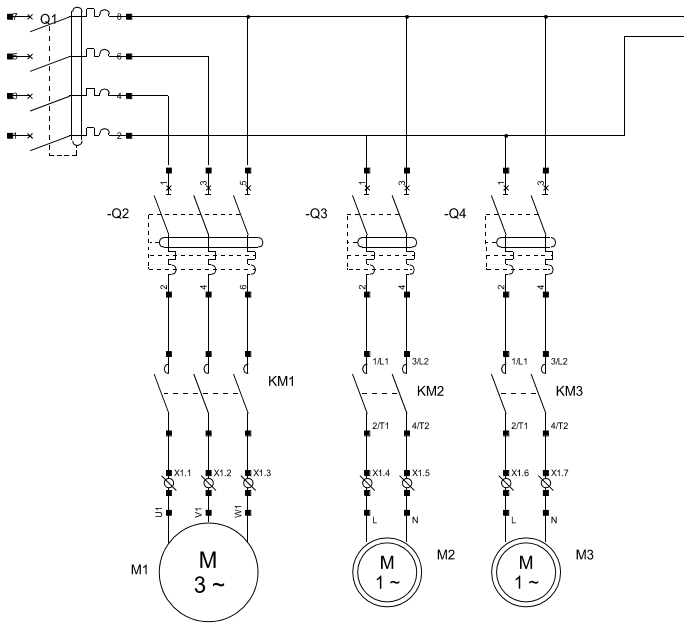 7 Q1 8
5 6
3 4
1 2
1 3 5 1 3 1 3
-Q2 -Q3 -Q4
2 4 6 2 4 2 4
1/L1 3/L2 1/L1 3/L2
KM1 KM2 KM3
2/T1 4/T2 2/T1 4/T2
X1.1 X1.2 X1.3 X1.4 X1.5 X1.6 X1.7
U1 V1 W1 L N L N
M1 M M2 M M3 M
3 ~ 1 ~ 1 ~